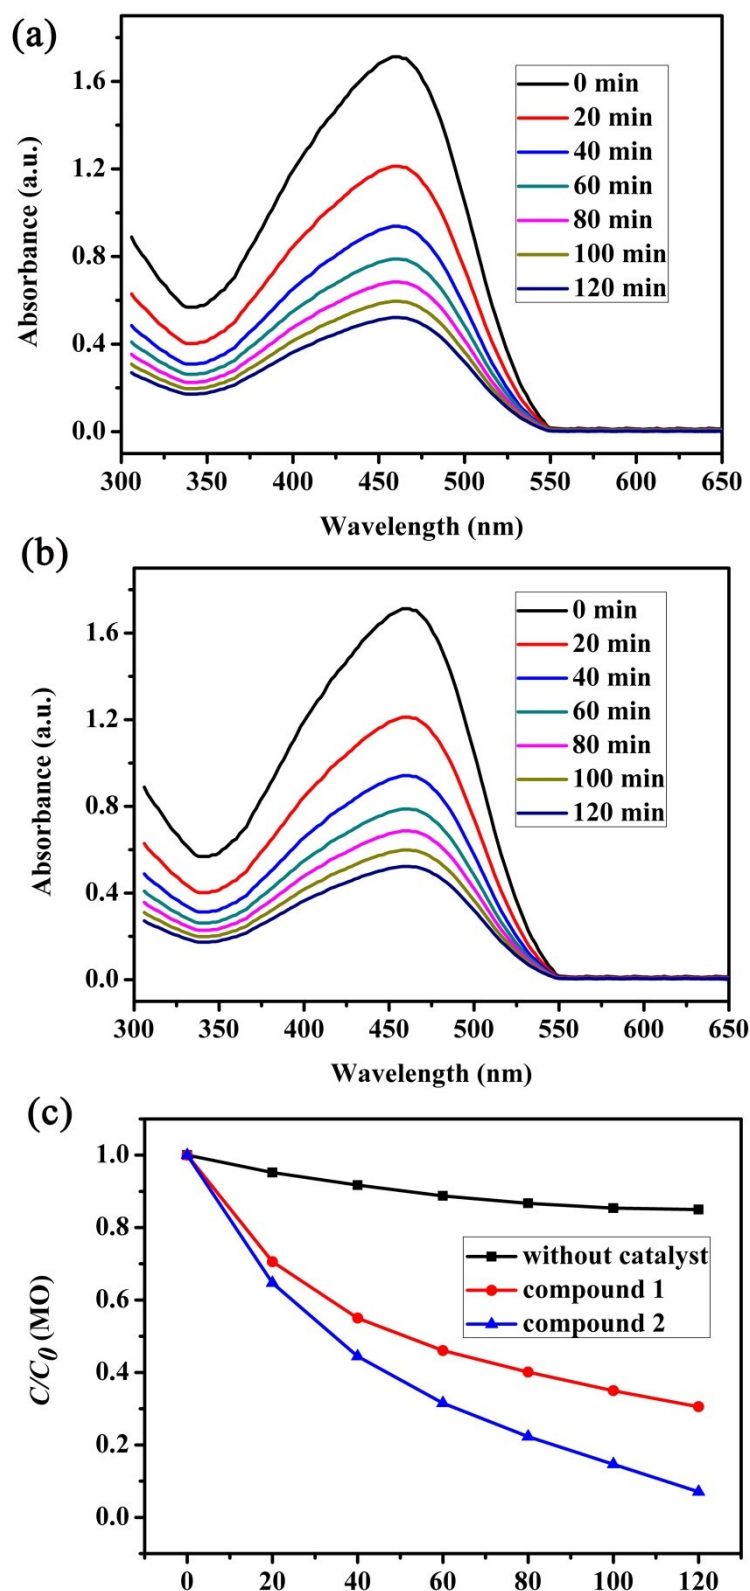 (a)
1.6
1.2
0.8
0.4
0.0
Absorbance (a.u.)
0 min
20 min
40 min
60 min
80 min
100 min
120 min
300 350 400 450 500 550 600 650
Wavelength (nm)
(b)
1.6
1.2
0.8
0.4
0.0
Absorbance (a.u.)
0 min
20 min
40 min
60 min
80 min
100 min
120 min
300 350 400 450 500 550 600 650
Wavelength (nm)
(c)
1.0
0.8
0.6
0.4
0.2
0.0
C/C0 (MO)
without catalyst
compound 1
compound 2
0 20 40 60 80 100 120